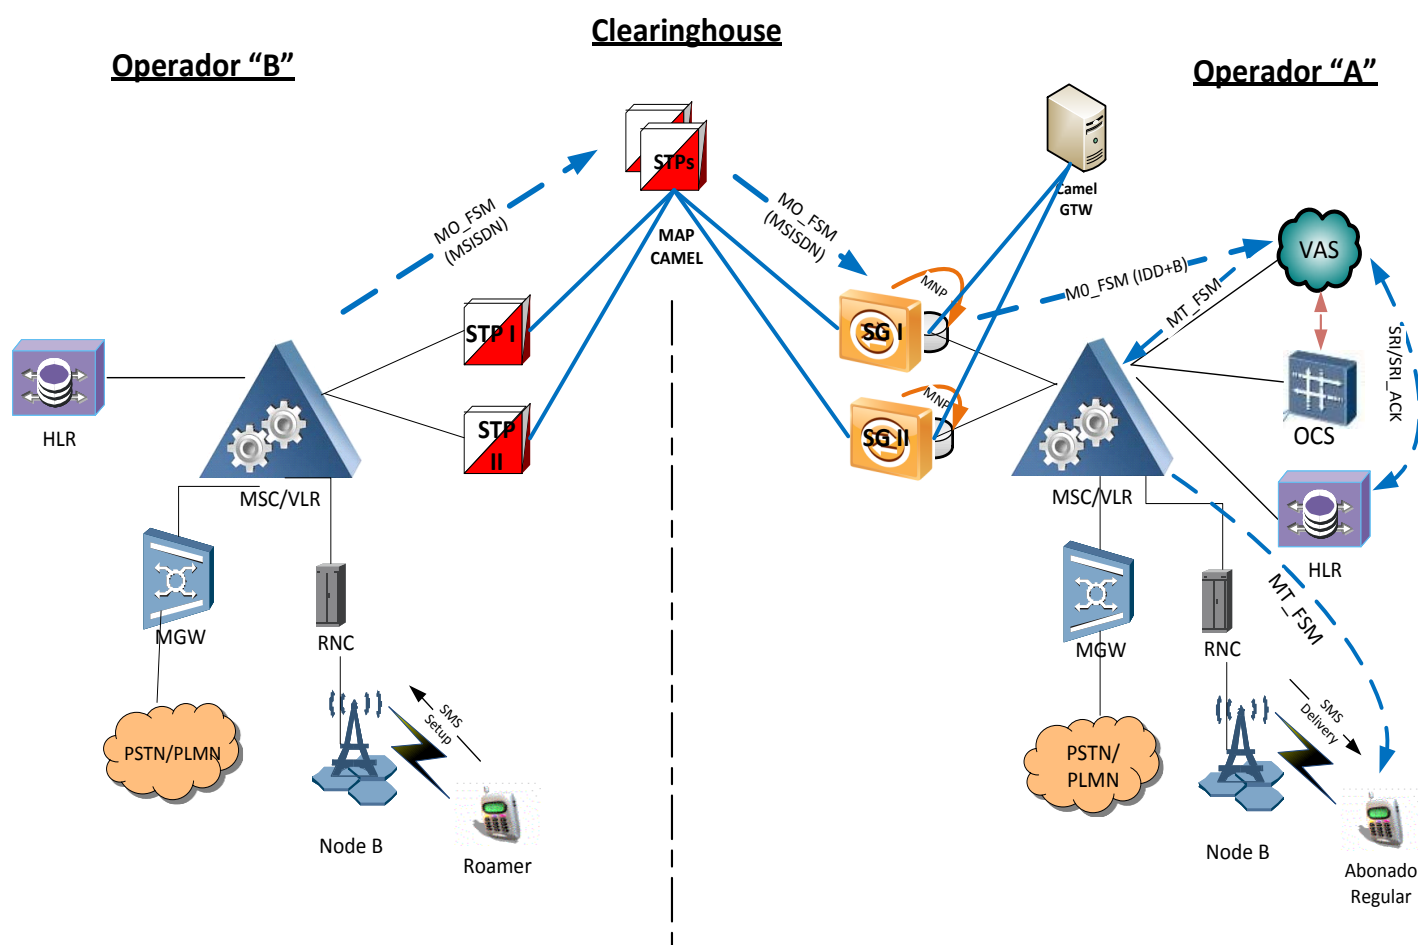 Clearinghouse
Operador “B”
Operador “A”
STPs
Camel
GTW
MO_FSM
(MSISDN)
MO_FSM
(MSISDN)
MAP
CAMEL
VAS
M0_FSM (IDD+B)
MT_FSM
MNP
SG I
STP I
SRI/SRI_ACK
HLR
MNP
SG II
STP
II
OCS
MSC/VLR
MSC/VLR
HLR
MT_FSM
MGW
RNC
MGW
RNC
SMS
Setup
SMS
Delivery
PSTN/PLMN
PSTN/
PLMN
Node B
Roamer
Node B
Abonado
Regular